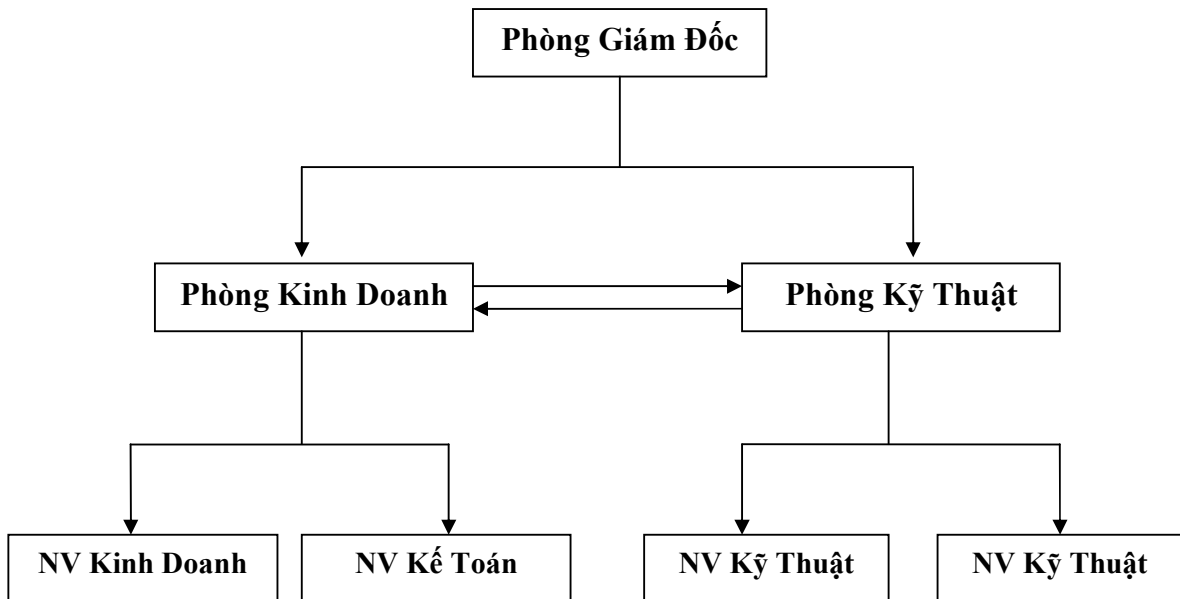 Phòng Giám Đốc
Phòng Kinh Doanh
Phòng Kỹ Thuật
NV Kinh Doanh
NV Kế Toán
NV Kỹ Thuật
NV Kỹ Thuật